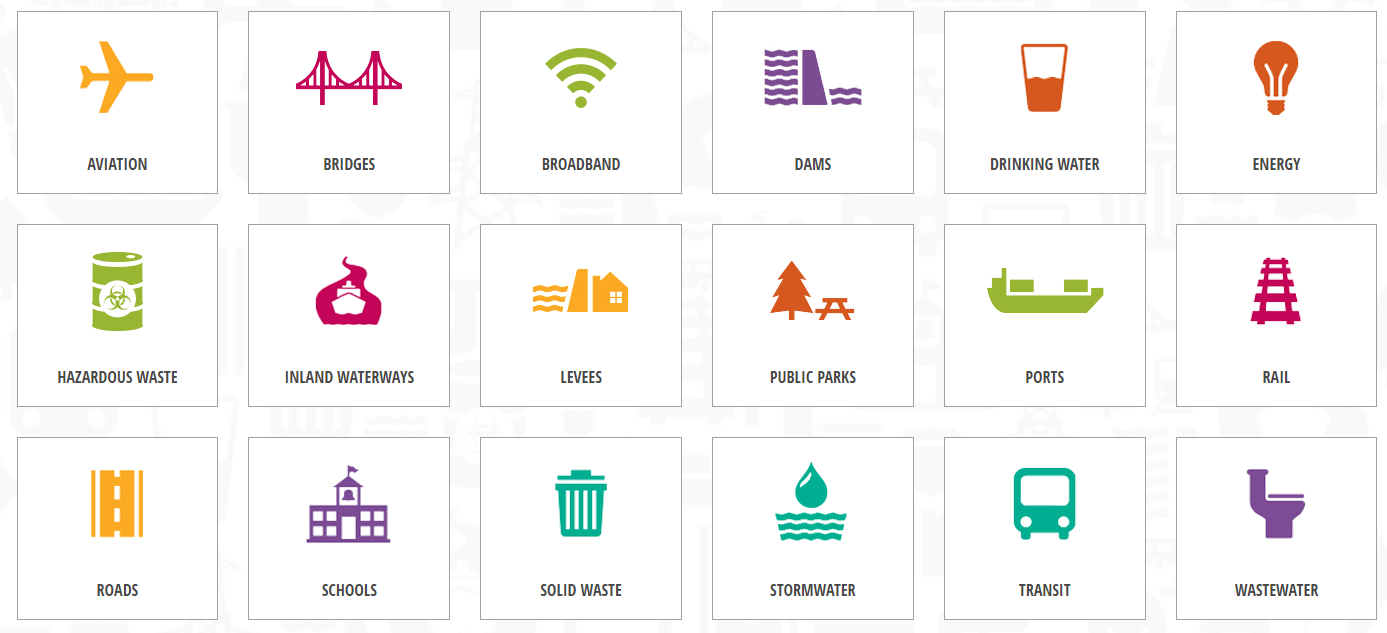 AVIATION
BRIDGES
BROADBAND
DAMS
DRINKING WATER
ENERGY
HAZARDOUS WASTE
INLAND WATERWAYS
LEVEES
PUBLIC PARKS
PORTS
RAIL
ROADS
SCHOOLS
SOLID WASTE
STORMWATER
TRANSIT
WASTEWATER